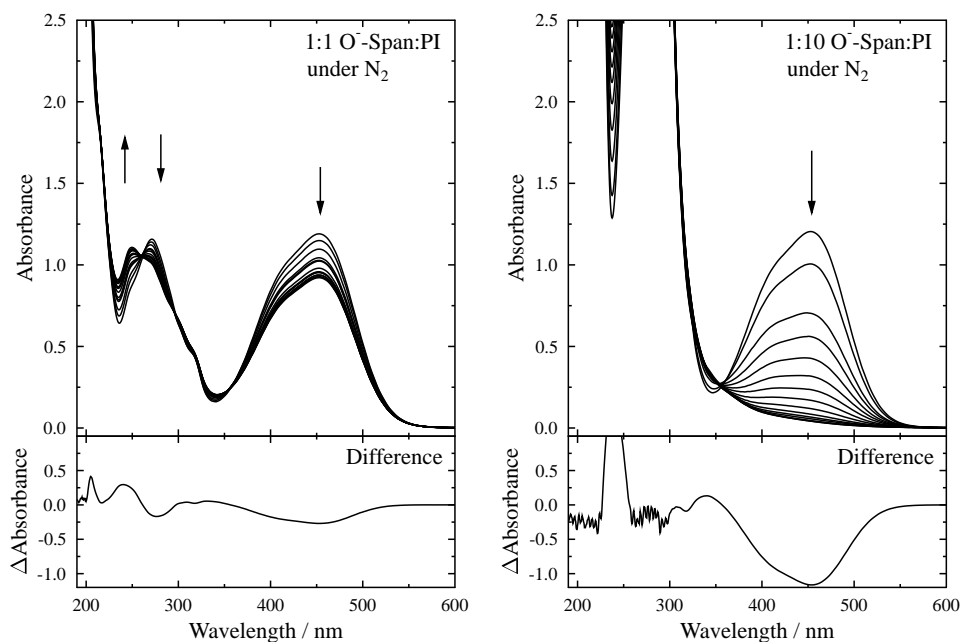 1:1 O⁻-Span:PI
under N₂
2.5
2.0
1.5
1.0
0.5
0.0
Absorbance
Difference
0.5
0.0
-0.5
-1.0
ΔAbsorbance
200 300 400 500 600
Wavelength / nm
1:10 O⁻-Span:PI
under N₂
2.5
2.0
1.5
1.0
0.5
0.0
Absorbance
Difference
0.5
0.0
-0.5
-1.0
ΔAbsorbance
200 300 400 500 600
Wavelength / nm